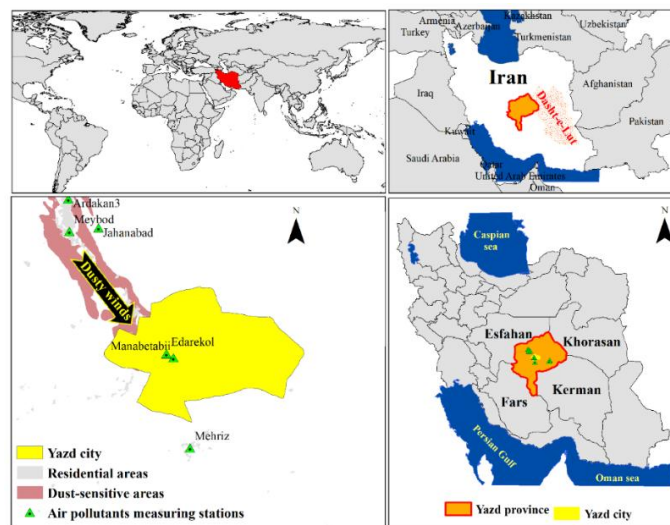 Armenia
Azerbaijan
Turkey
Kazakhstan
Uzbekistan
Turkmenistan
N
Iran
Afghanistan
Iraq
Dasht-e-Lut
Pakistan
Kuwait
Saudi Arabia
Qatar
United Arab Emirates
Oman
Ardakan3
Meybod
Jahanabad
N
Dusty winds
Manabetabii
Edarekol
Mehriz
Yazd city
Residential areas
Dust-sensitive areas
Air pollutants measuring stations
N
Caspian
sea
Esfahan
Khorasan
Kerman
Fars
Persian Gulf
Oman sea
Yazd province
Yazd city